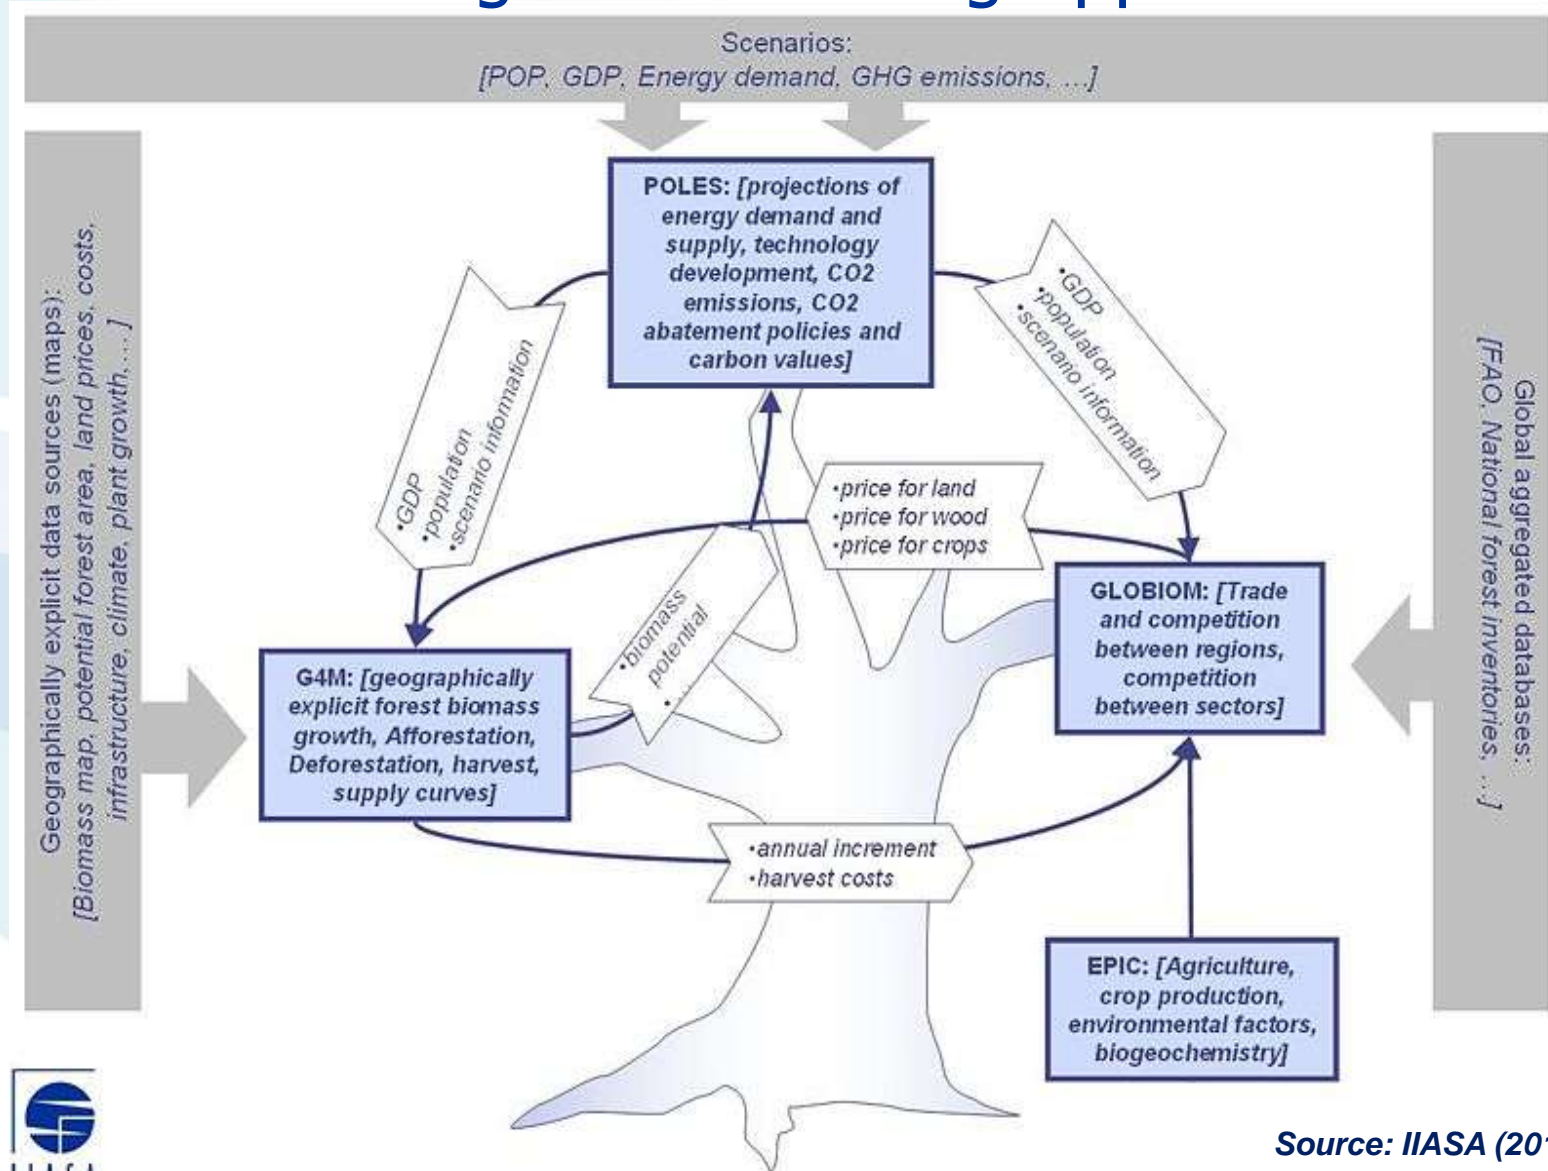 Scenarios:
[POP, GDP, Energy demand, GHG emissions, …]
Geographically explicit data sources (maps):
[Biomass map, potential forest area, land prices, costs,
infrastructure, climate, plant growth,…]
POLES: [projections of
energy demand and
supply, technology
development, CO2
emissions, CO2
abatement policies and
carbon values]
•GDP
•population
•scenario information
•GDP
•population
•scenario information
•price for land
•price for wood
•price for crops
•biomass
potential
•
GLOBIOM: [Trade
and competition
between regions,
competition
between sectors]
G4M: [geographically
explicit forest biomass
growth, Afforestation,
Deforestation, harvest,
supply curves]
•annual increment
•harvest costs
EPIC: [Agriculture,
crop production,
environmental factors,
biogeochemistry]
Global aggregated databases:
[FAO, National forest inventories, …]
IIASA
Source: IIASA (201